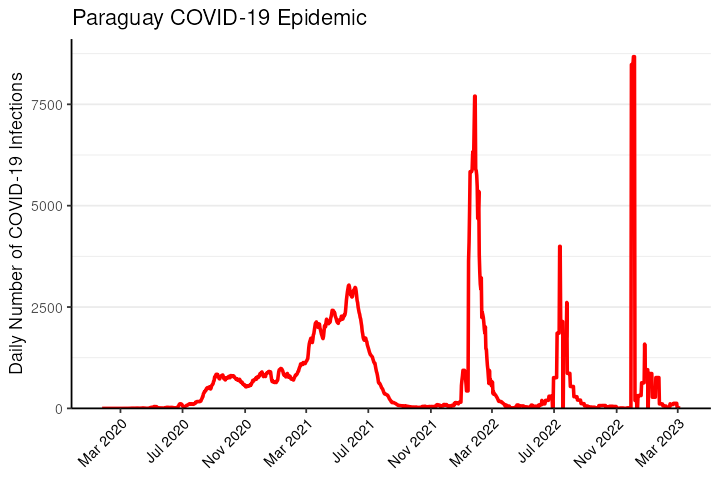 Paraguay COVID-19 Epidemic
Daily Number of COVID-19 Infections
7500
5000
2500
0
Mar 2020
Jul 2020
Nov 2020
Mar 2021
Jul 2021
Nov 2021
Mar 2022
Jul 2022
Nov 2022
Mar 2023